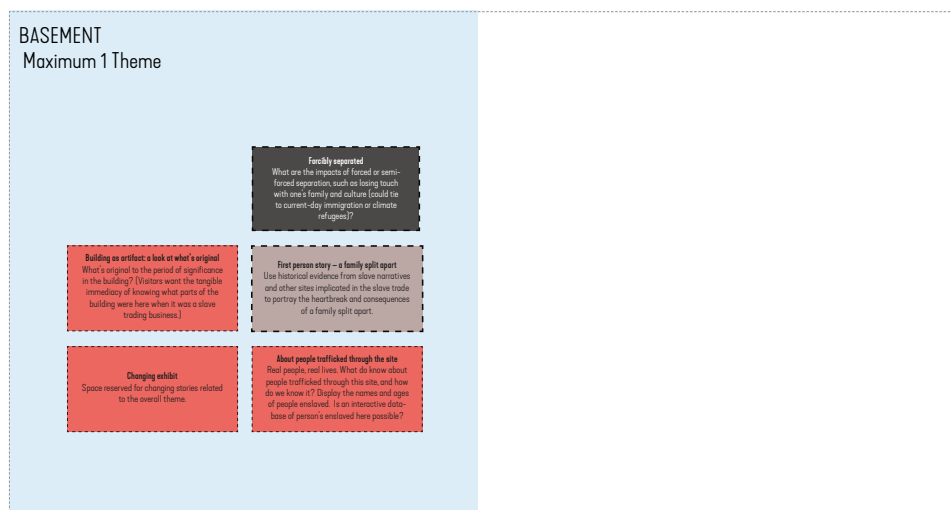 BASEMENT
Maximum 1 Theme
Forcibly separated
What are the impacts of forced or semi-
forced separation, such as losing touch
with one's family and culture (could tie
to current-day immigration or climate
refugees)?
Building as artifact: a look at what's original
What's original to the period of significance
in the building? (Visitors want the tangible
immediacy of knowing what parts of the
building were here when it was a slave
trading business.)
First person story – a family split apart
Use historical evidence from slave narratives
and other sites implicated in the slave trade
to portray the heartbreak and consequences
of a family split apart.
Changing exhibit
Space reserved for changing stories related
to the overall theme.
About people trafficked through the site
Real people, real lives. What do know about
people trafficked through this site, and how
do we know it? Display the names and ages
of people enslaved. Is an interactive data-
base of person's enslaved here possible?